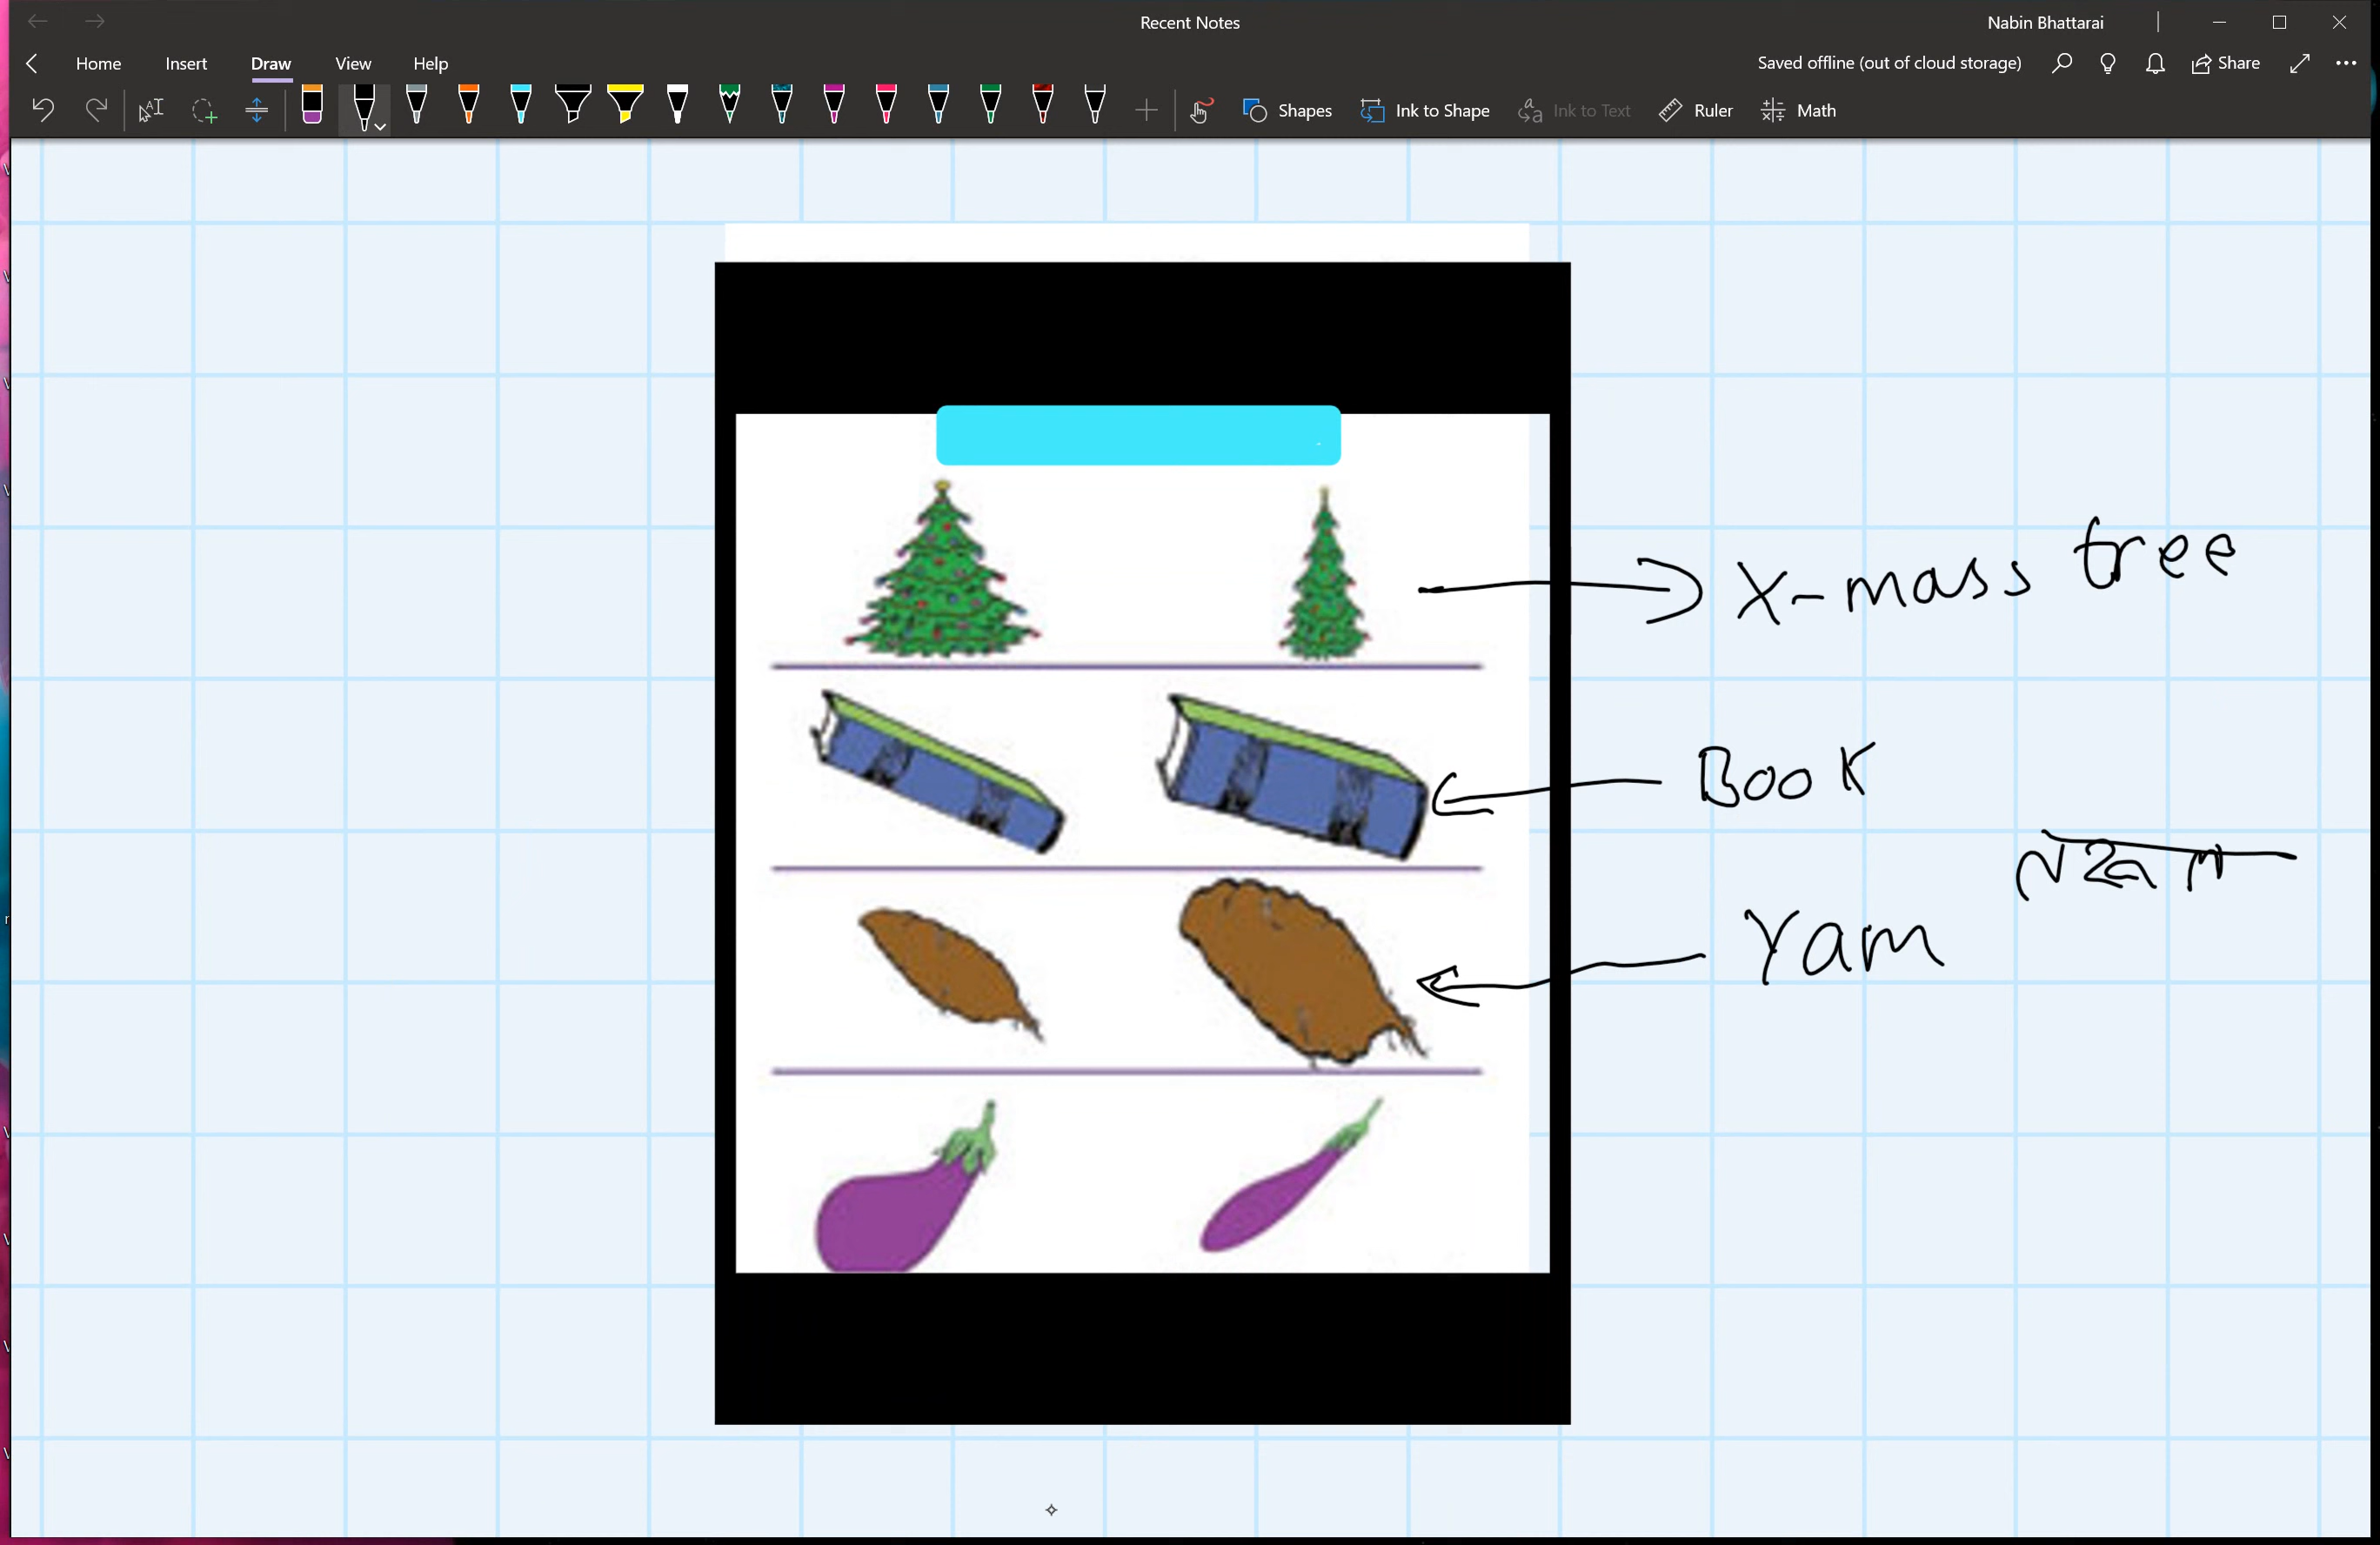 Recent Notes
Nabin Bhattarai
Home Insert Draw View Help
Saved offline (out of cloud storage)
Share
Shapes Ink to Shape Ink to Text Ruler Math
X-mass tree
Book
तरुल
Yam